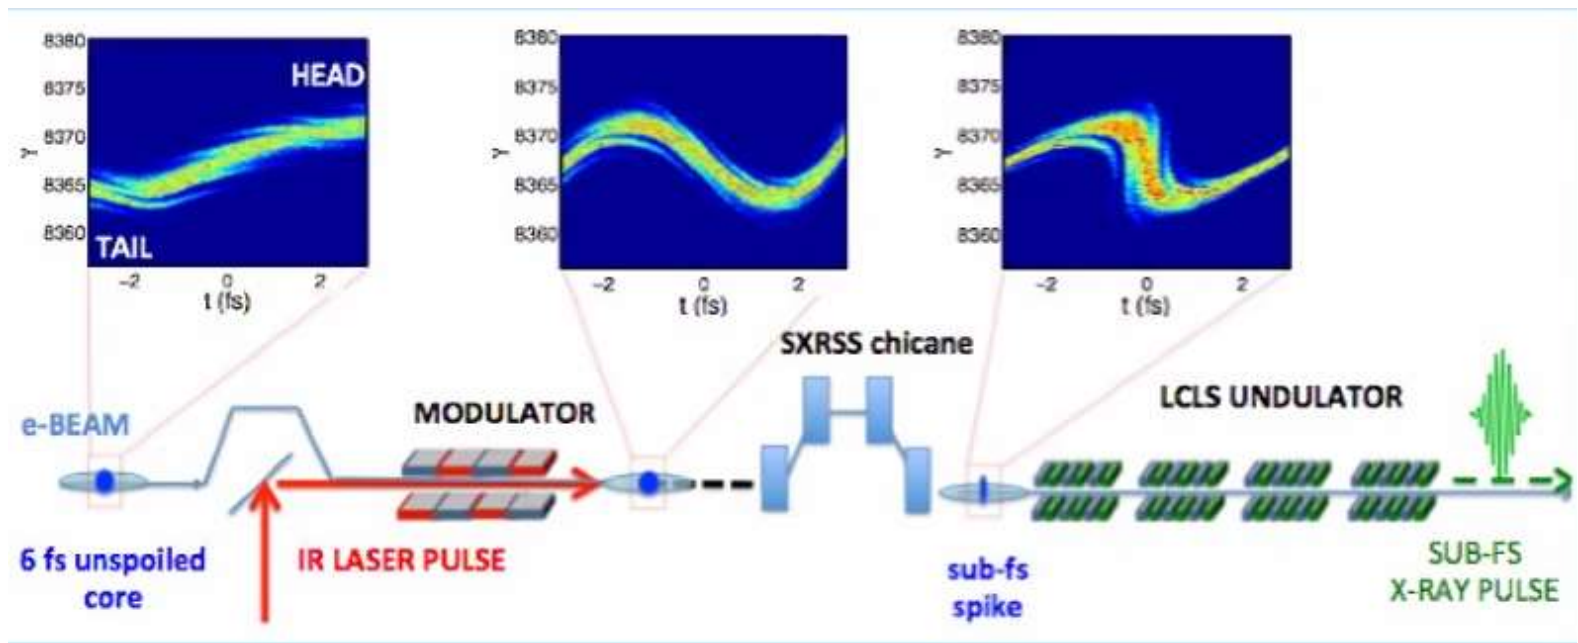 8380
8375
8370
8365
8360
γ
HEAD
TAIL
-2 0 2
t (fs)
8380
8375
8370
8365
8360
γ
-2 0 2
t (fs)
8380
8375
8370
8365
8360
γ
-2 0 2
t (fs)
SXRSS chicane
MODULATOR
LCLS UNDULATOR
e-BEAM
6 fs unspoiled
core
IR LASER PULSE
sub-fs
spike
SUB-FS
X-RAY PULSE